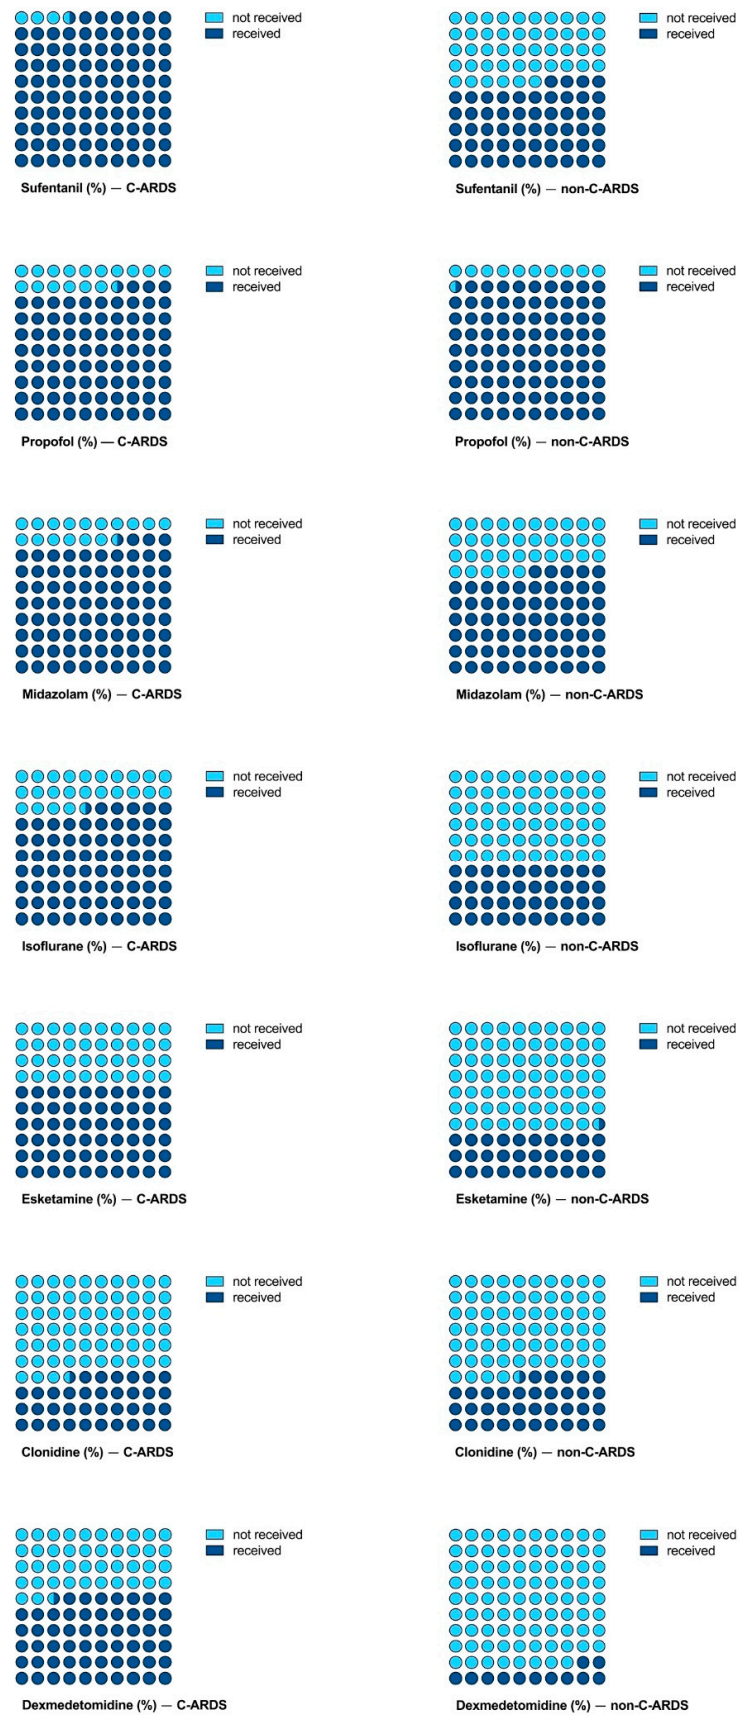 not received
received
Sufentanil (%) — C-ARDS
not received
received
Sufentanil (%) — non-C-ARDS
not received
received
Propofol (%) — C-ARDS
not received
received
Propofol (%) — non-C-ARDS
not received
received
Midazolam (%) — C-ARDS
not received
received
Midazolam (%) — non-C-ARDS
not received
received
Isoflurane (%) — C-ARDS
not received
received
Isoflurane (%) — non-C-ARDS
not received
received
Esketamine (%) — C-ARDS
not received
received
Esketamine (%) — non-C-ARDS
not received
received
Clonidine (%) — C-ARDS
not received
received
Clonidine (%) — non-C-ARDS
not received
received
Dexmedetomidine (%) — C-ARDS
not received
received
Dexmedetomidine (%) — non-C-ARDS